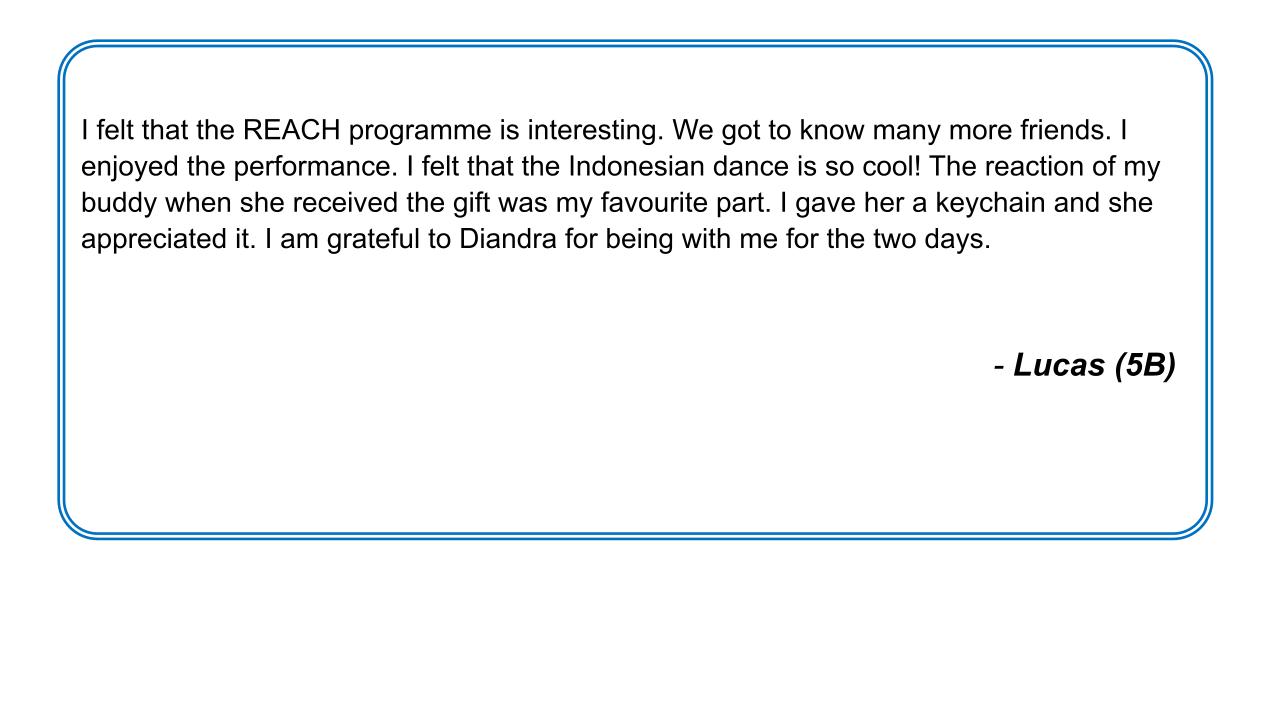 I felt that the REACH programme is interesting. We got to know many more friends. I
enjoyed the performance. I felt that the Indonesian dance is so cool! The reaction of my
buddy when she received the gift was my favourite part. I gave her a keychain and she
appreciated it. I am grateful to Diandra for being with me for the two days.
- Lucas (5B)